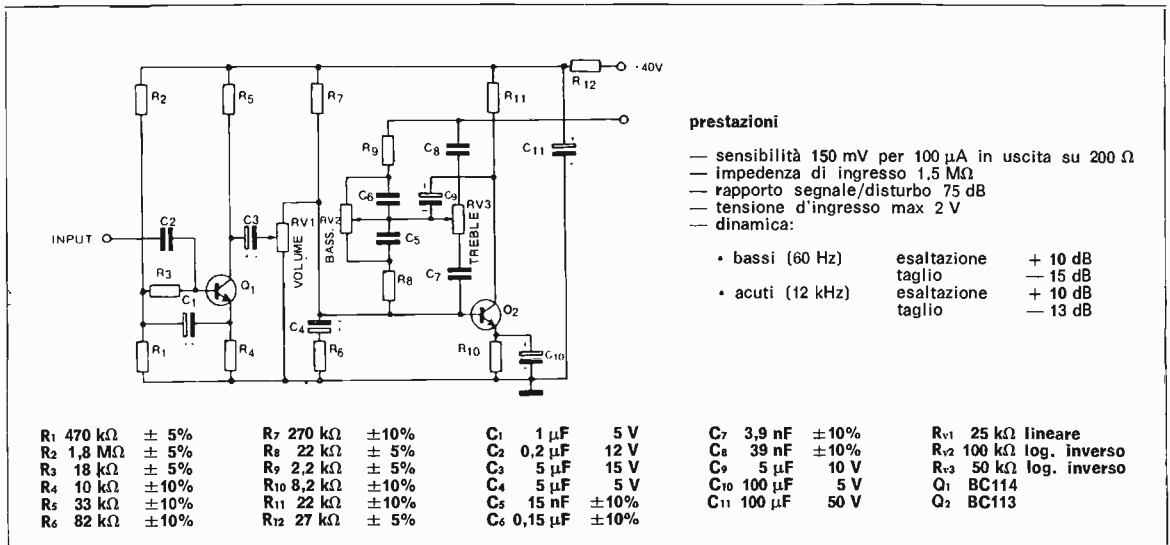 R2
R5
R7
R11
R12
· 40V
R9
C8
C11
C6
C9
RV3
C2
C3
RV1
RV2
C5
INPUT
VOLUME
BASS.
TREBLE
R3
Q1
R8
C7
C1
C4
Q2
R1
R4
R6
R10
C10
prestazioni
— sensibilità 150 mV per 100 µA in uscita su 200 Ω
— impedenza di ingresso 1,5 MΩ
— rapporto segnale/disturbo 75 dB
— tensione d'ingresso max 2 V
— dinamica:
• bassi (60 Hz) esaltazione + 10 dB
taglio — 15 dB
• acuti (12 kHz) esaltazione + 10 dB
taglio — 13 dB
R1 470 kΩ ± 5% R7 270 kΩ ±10% C1 1 µF 5 V C7 3,9 nF ±10% Rv1 25 kΩ lineare
R2 1,8 MΩ ± 5% R8 22 kΩ ± 5% C2 0,2 µF 12 V C8 39 nF ±10% Rv2 100 kΩ log. inverso
R3 18 kΩ ± 5% R9 2,2 kΩ ± 5% C3 5 µF 15 V C9 5 µF 10 V Rv3 50 kΩ log. inverso
R4 10 kΩ ±10% R10 8,2 kΩ ±10% C4 5 µF 5 V C10 100 µF 5 V Q1 BC114
R5 33 kΩ ±10% R11 22 kΩ ±10% C5 15 nF ±10% C11 100 µF 50 V Q2 BC113
R6 82 kΩ ±10% R12 27 kΩ ± 5% C6 0,15 µF ±10%